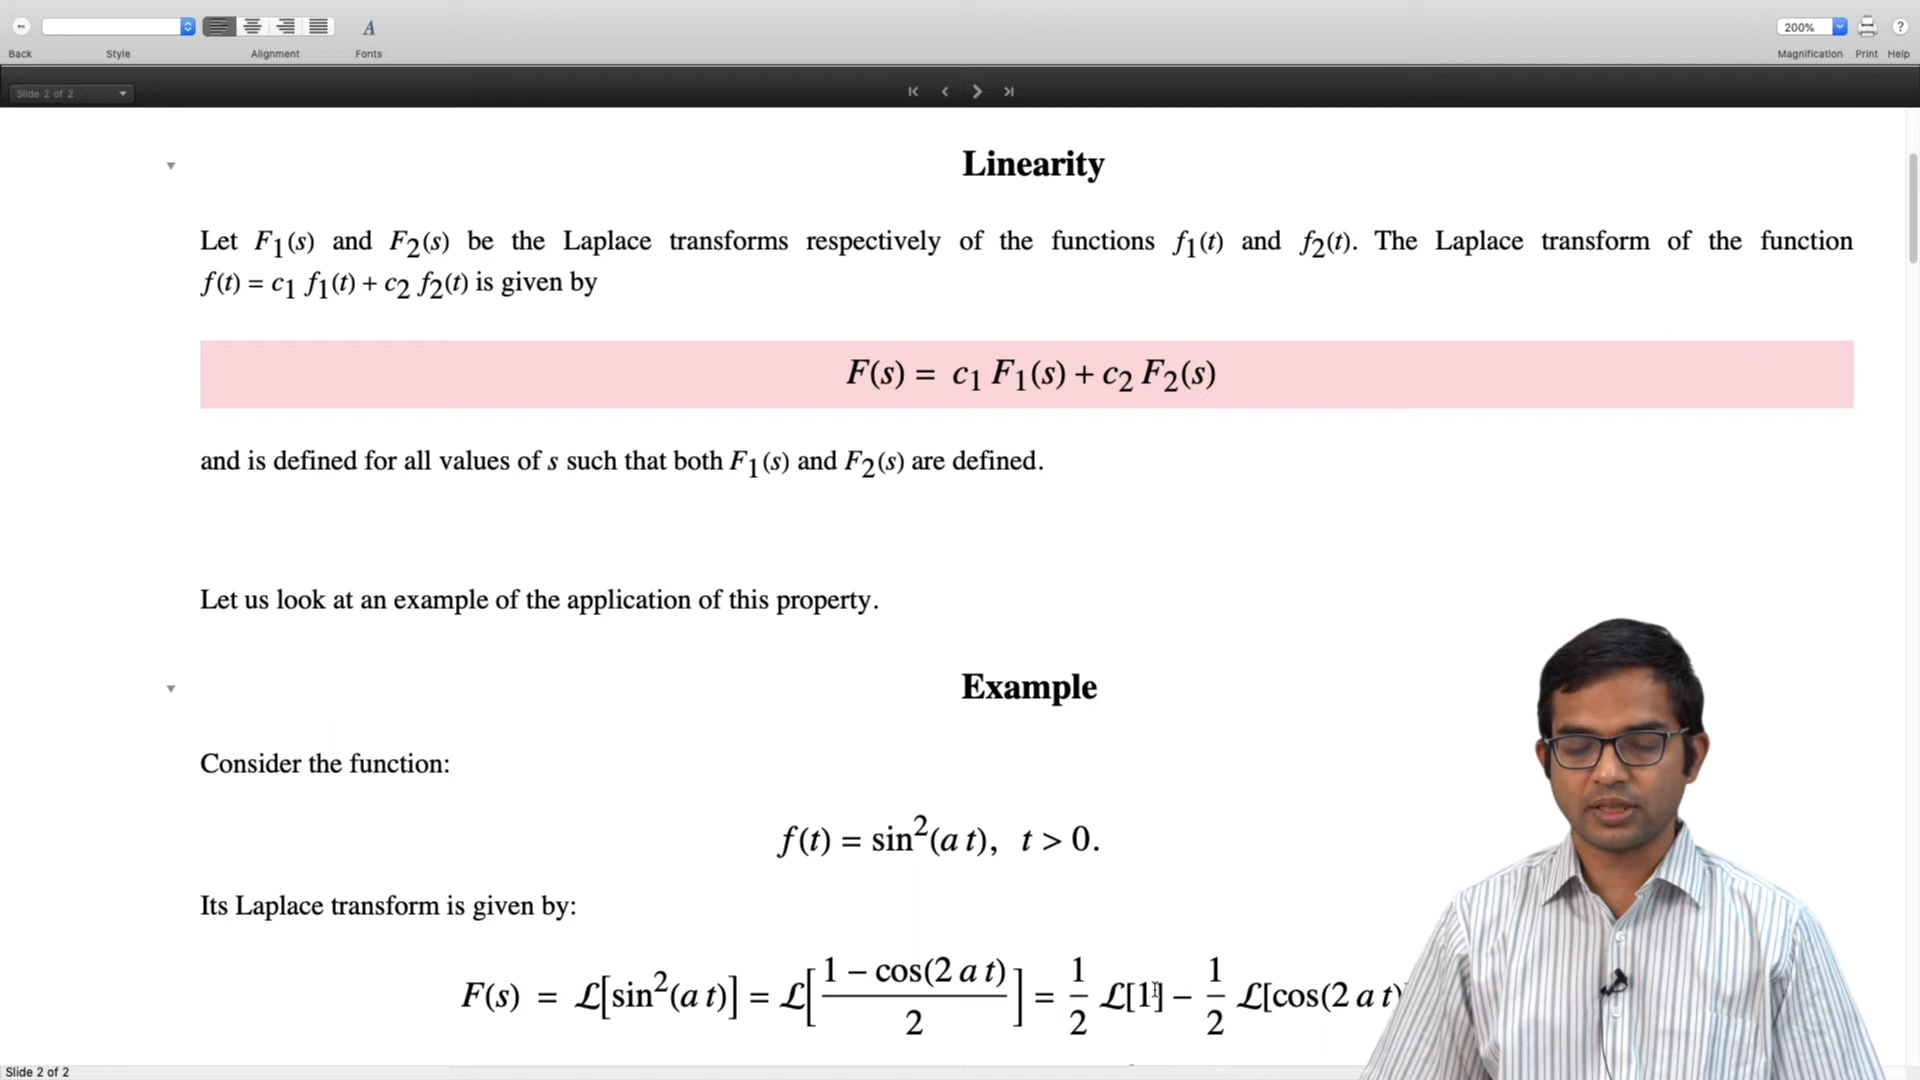 200%
Back Style Alignment Fonts Magnification Print Help
Slide 2 of 2
Linearity
Let F₁(s) and F₂(s) be the Laplace transforms respectively of the functions f₁(t) and f₂(t). The Laplace transform of the function
f(t) = c₁ f₁(t) + c₂ f₂(t) is given by
F(s) = c₁ F₁(s) + c₂ F₂(s)
and is defined for all values of s such that both F₁(s) and F₂(s) are defined.
Let us look at an example of the application of this property.
Example
Consider the function:
f(t) = sin²(a t), t > 0.
Its Laplace transform is given by:
F(s) = ℒ[sin²(a t)] = ℒ[(1 − cos(2 a t))/2] = 1/2 ℒ[1] − 1/2 ℒ[cos(2 a t)
Slide 2 of 2